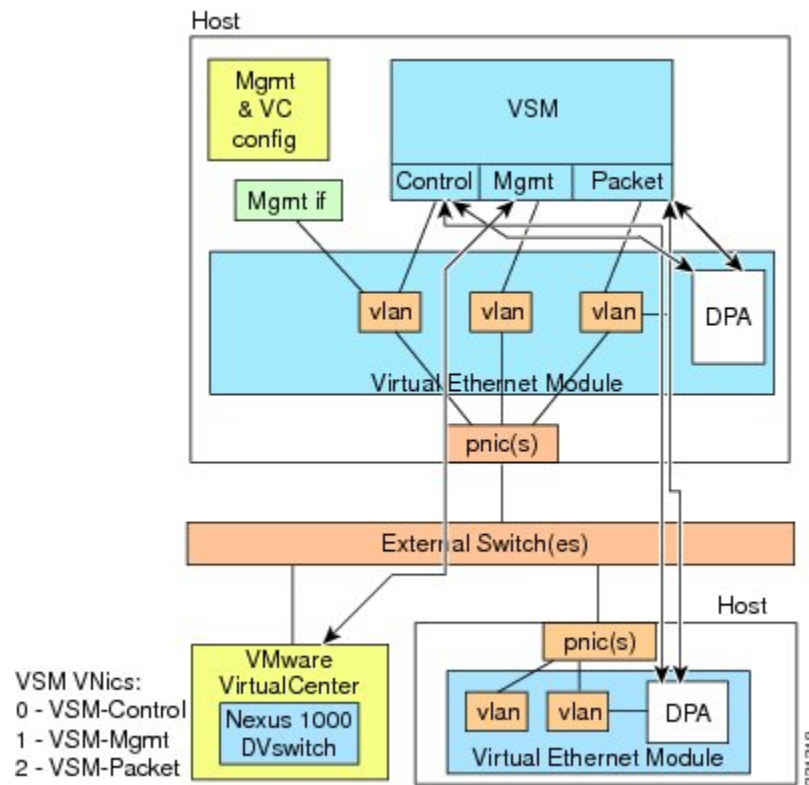 Host
Mgmt
& VC
config
VSM
Control
Mgmt
Packet
Mgmt if
vlan
vlan
vlan
DPA
Virtual Ethernet Module
pnic(s)
External Switch(es)
Host
pnic(s)
VMware
VirtualCenter
Nexus 1000
DVswitch
vlan
vlan
DPA
Virtual Ethernet Module
VSM VNics:
0 - VSM-Control
1 - VSM-Mgmt
2 - VSM-Packet